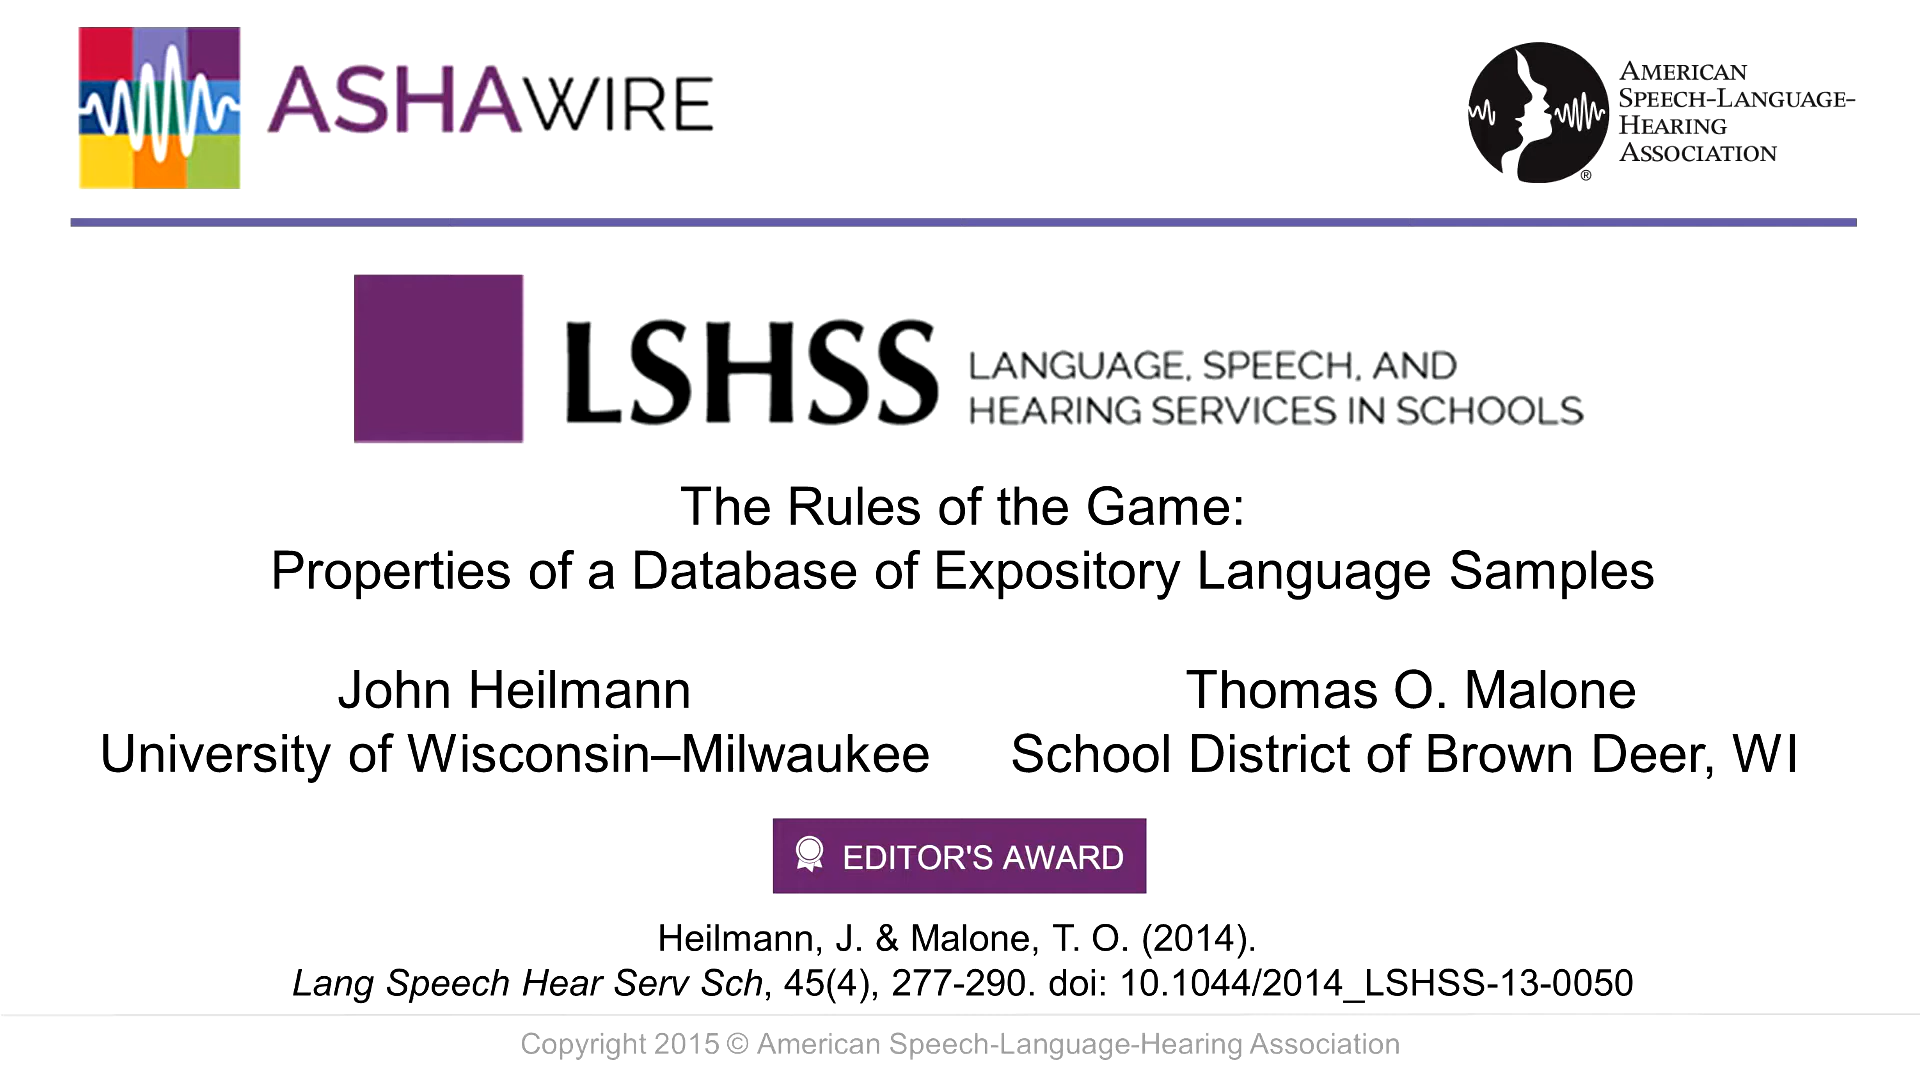 ASHAWIRE
AMERICAN
SPEECH-LANGUAGE-
HEARING
ASSOCIATION
®
LSHSS
LANGUAGE, SPEECH, AND
HEARING SERVICES IN SCHOOLS
The Rules of the Game:
Properties of a Database of Expository Language Samples
John Heilmann
University of Wisconsin–Milwaukee
Thomas O. Malone
School District of Brown Deer, WI
EDITOR'S AWARD
Heilmann, J. & Malone, T. O. (2014).
Lang Speech Hear Serv Sch, 45(4), 277-290. doi: 10.1044/2014_LSHSS-13-0050
Copyright 2015 © American Speech-Language-Hearing Association